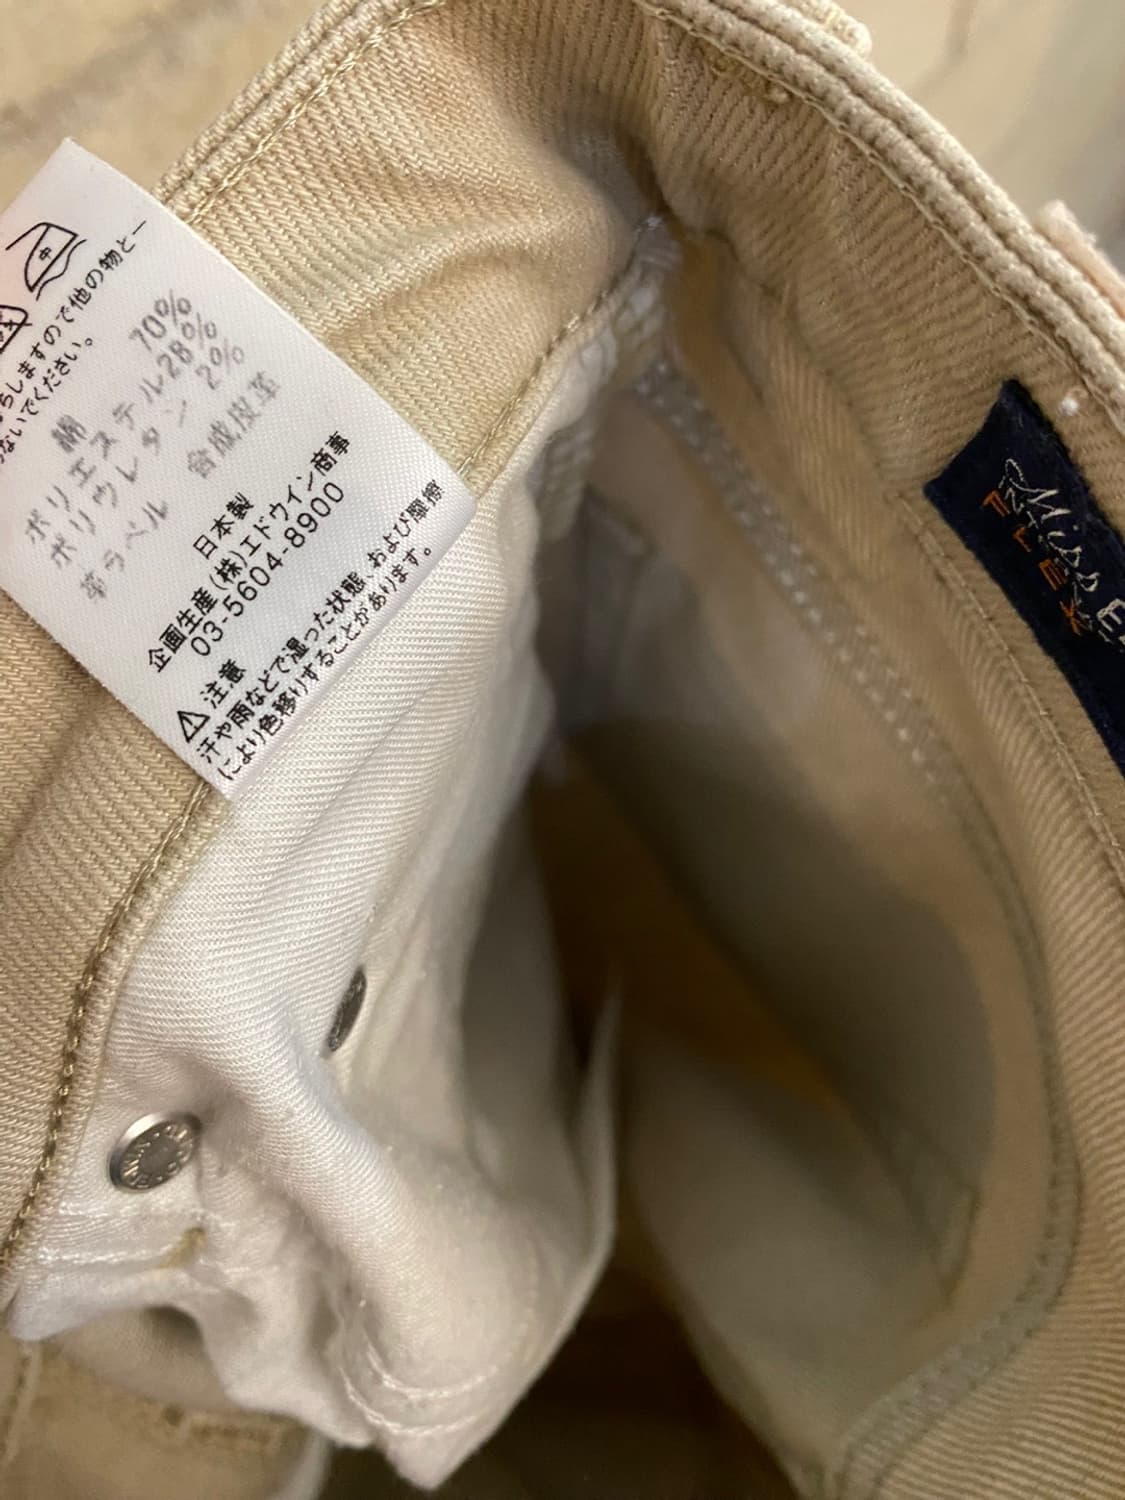 中
ちしますので他の物と一
ないでください。
綿 70%
ポリエステル 28%
ポリウレタン 2%
革ラベル 合成皮革
日本製
企画生産(株)エドウイン商事
03-5604-8900
注意
汗や雨などで湿った状態、および摩擦
により色移りすることがあります。
Miss